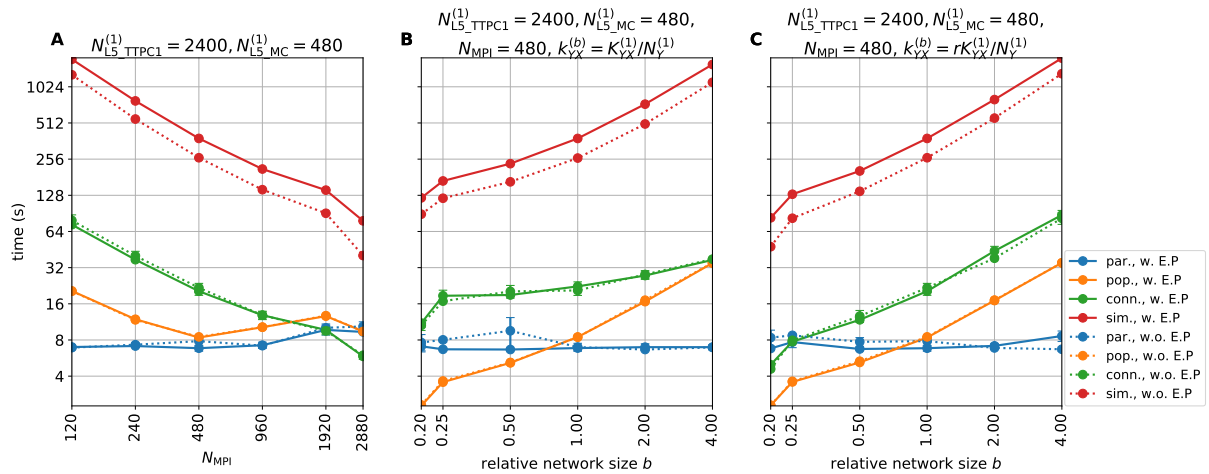 A
N^(1)_L5_TTPC1 = 2400, N^(1)_L5_MC = 480
time (s)
1024
512
256
128
64
32
16
8
4
120
240
480
960
1920
2880
N_MPI
B
N^(1)_L5_TTPC1 = 2400, N^(1)_L5_MC = 480,
N_MPI = 480, k^(b)_YX = K^(1)_YX/N^(1)_Y
0.20
0.25
0.50
1.00
2.00
4.00
relative network size b
C
N^(1)_L5_TTPC1 = 2400, N^(1)_L5_MC = 480,
N_MPI = 480, k^(b)_YX = rK^(1)_YX/N^(1)_Y
0.20
0.25
0.50
1.00
2.00
4.00
relative network size b
par., w. E.P
pop., w. E.P
conn., w. E.P
sim., w. E.P
par., w.o. E.P
pop., w.o. E.P
conn., w.o. E.P
sim., w.o. E.P